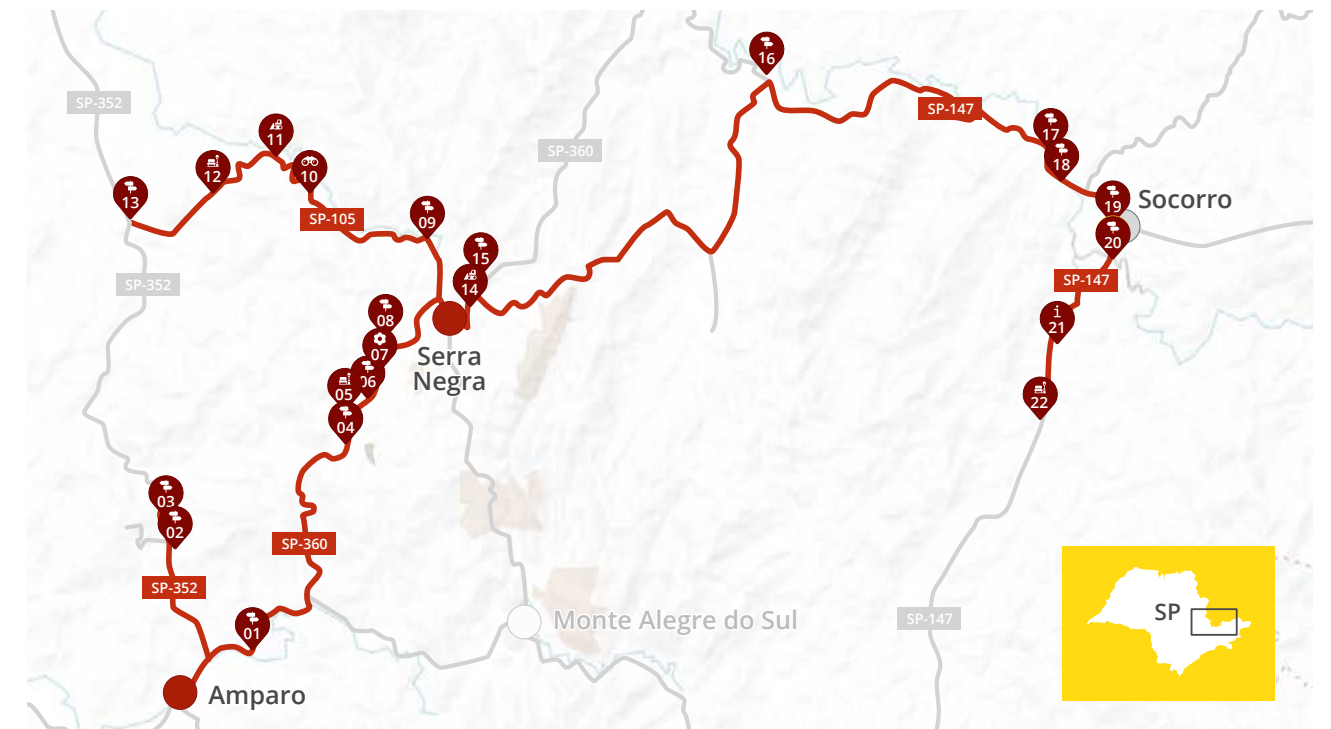 16
SP-352
SP-147
17
11
SP-360
18
12
10
13
19
Socorro
09
SP-105
20
15
SP-352
14
SP-147
08
21
07
Serra
Negra
06
05
22
04
03
02
SP-360
SP-352
SP
01
Monte Alegre do Sul
SP-147
Amparo